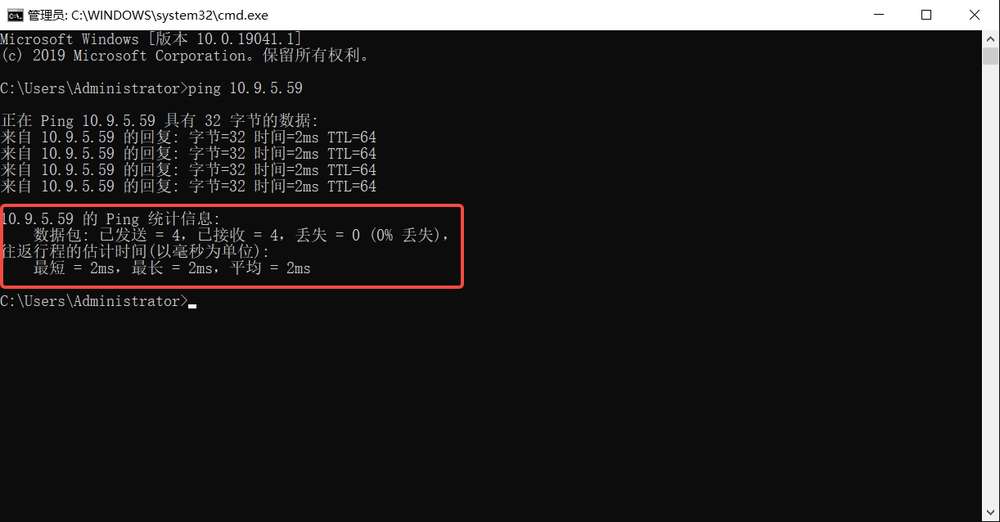 管理员: C:\WINDOWS\system32\cmd.exe
Microsoft Windows [版本 10.0.19041.1]
(c) 2019 Microsoft Corporation。保留所有权利。
C:\Users\Administrator>ping 10.9.5.59
正在 Ping 10.9.5.59 具有 32 字节的数据:
来自 10.9.5.59 的回复: 字节=32 时间=2ms TTL=64
来自 10.9.5.59 的回复: 字节=32 时间=2ms TTL=64
来自 10.9.5.59 的回复: 字节=32 时间=2ms TTL=64
来自 10.9.5.59 的回复: 字节=32 时间=2ms TTL=64
10.9.5.59 的 Ping 统计信息:
数据包: 已发送 = 4，已接收 = 4，丢失 = 0 (0% 丢失)，
往返行程的估计时间(以毫秒为单位):
最短 = 2ms，最长 = 2ms，平均 = 2ms
C:\Users\Administrator>